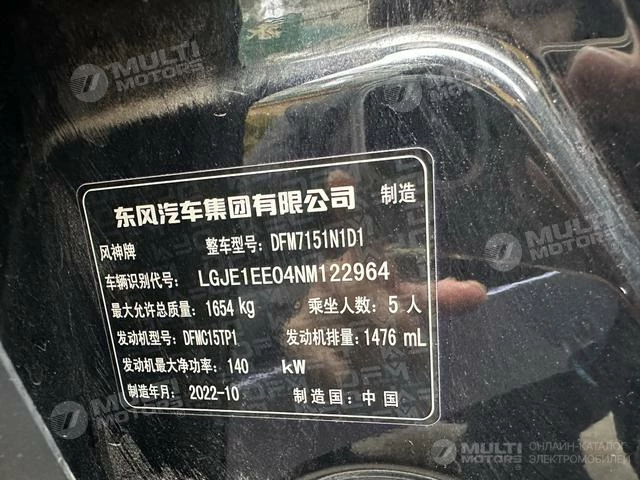 MULTI
MOTORS
MULTI
MOTORS
东风汽车集团有限公司 制造
风神牌 整车型号: DFM7151N1D1
车辆识别代号: LGJE1EE04NM122964
最大允许总质量: 1654 kg 乘坐人数: 5 人
发动机型号: DFMC15TP1 发动机排量: 1476 mL
发动机最大净功率: 140 kW
制造年月: 2022-10 制造国: 中国
MULTI
MOTORS
MULTI
MOTORS
MULTI
MOTORS
ОНЛАЙН-КАТАЛОГ
ЭЛЕКТРОМОБИЛЕЙ